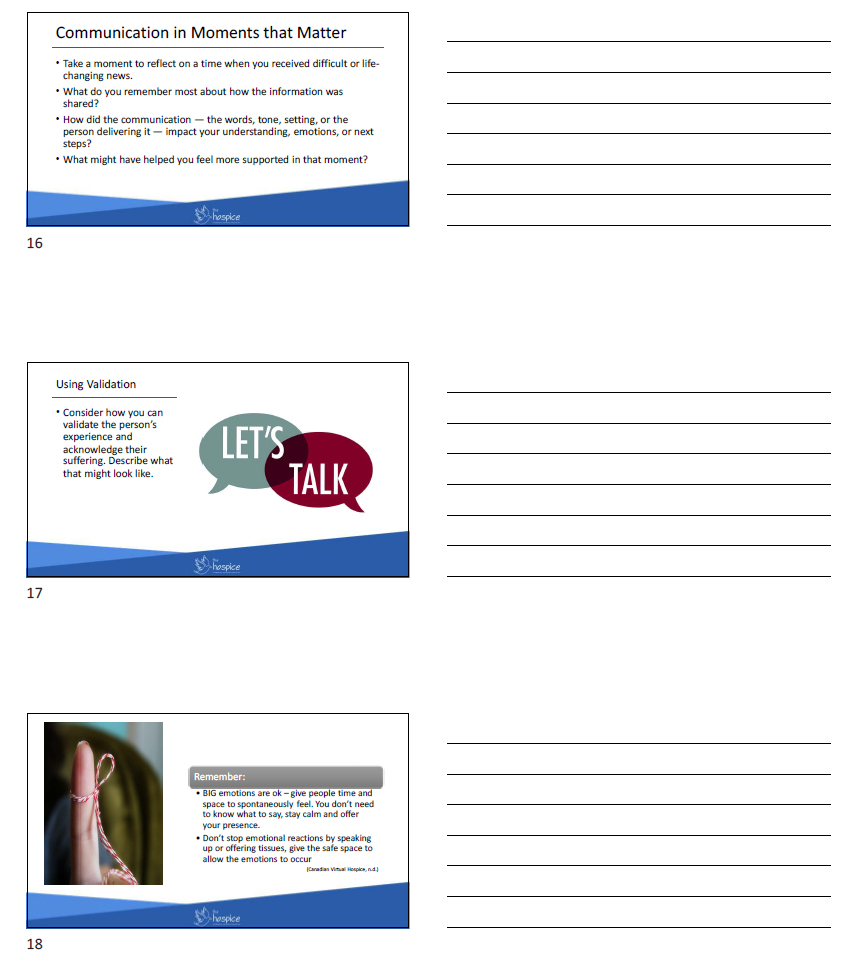 Communication in Moments that Matter
• Take a moment to reflect on a time when you received difficult or life-
changing news.
• What do you remember most about how the information was
shared?
• How did the communication — the words, tone, setting, or the
person delivering it — impact your understanding, emotions, or next
steps?
• What might have helped you feel more supported in that moment?
the
hospice
16
Using Validation
• Consider how you can
validate the person's
experience and
acknowledge their
suffering. Describe what
that might look like.
LET'S
TALK
the
hospice
17
Remember:
• BIG emotions are ok – give people time and
space to spontaneously feel. You don't need
to know what to say, stay calm and offer
your presence.
• Don't stop emotional reactions by speaking
up or offering tissues, give the safe space to
allow the emotions to occur
(Canadian Virtual Hospice, n.d.)
the
hospice
18